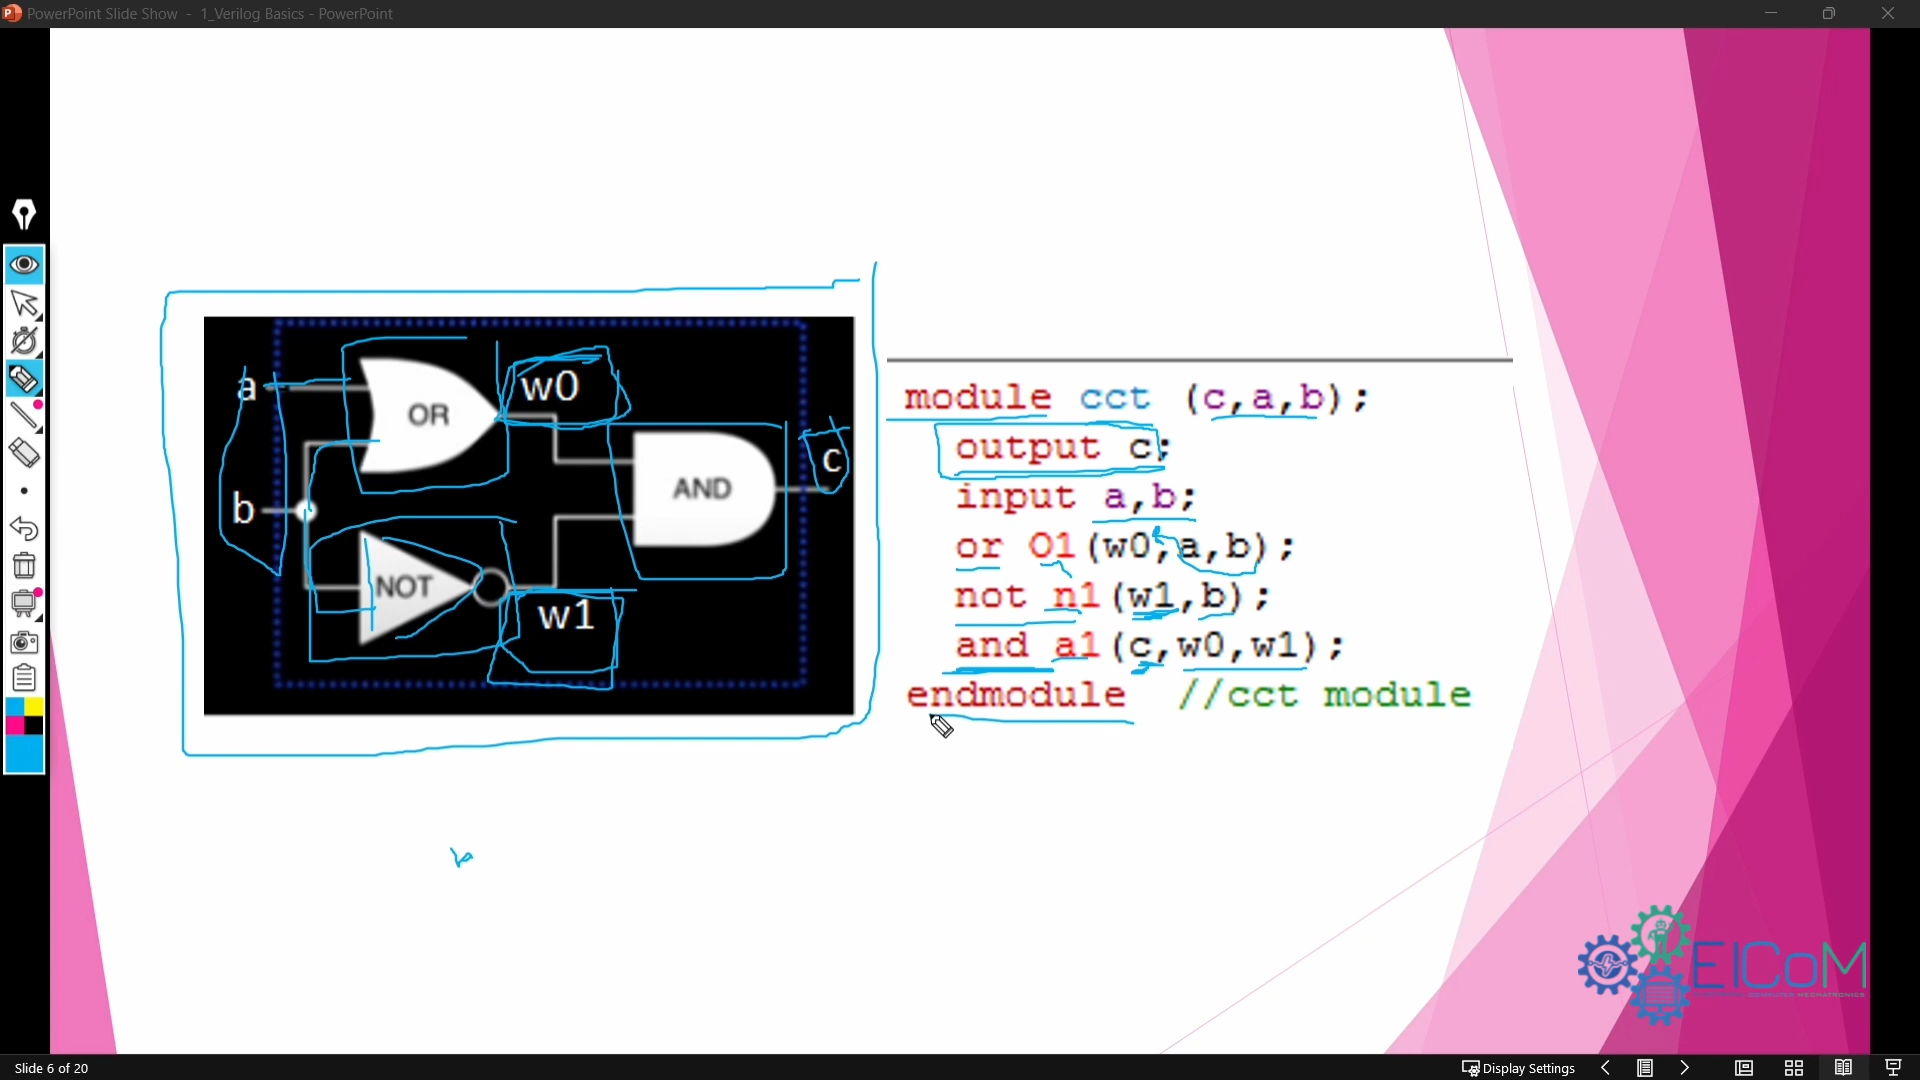 PowerPoint Slide Show - 1_Verilog Basics - PowerPoint
a
OR
w0
b
NOT
w1
AND
c
module cct (c,a,b);
output c;
input a,b;
or O1(w0,a,b);
not n1(w1,b);
and a1(c,w0,w1);
endmodule //cct module
EICoM
Slide 6 of 20
Display Settings